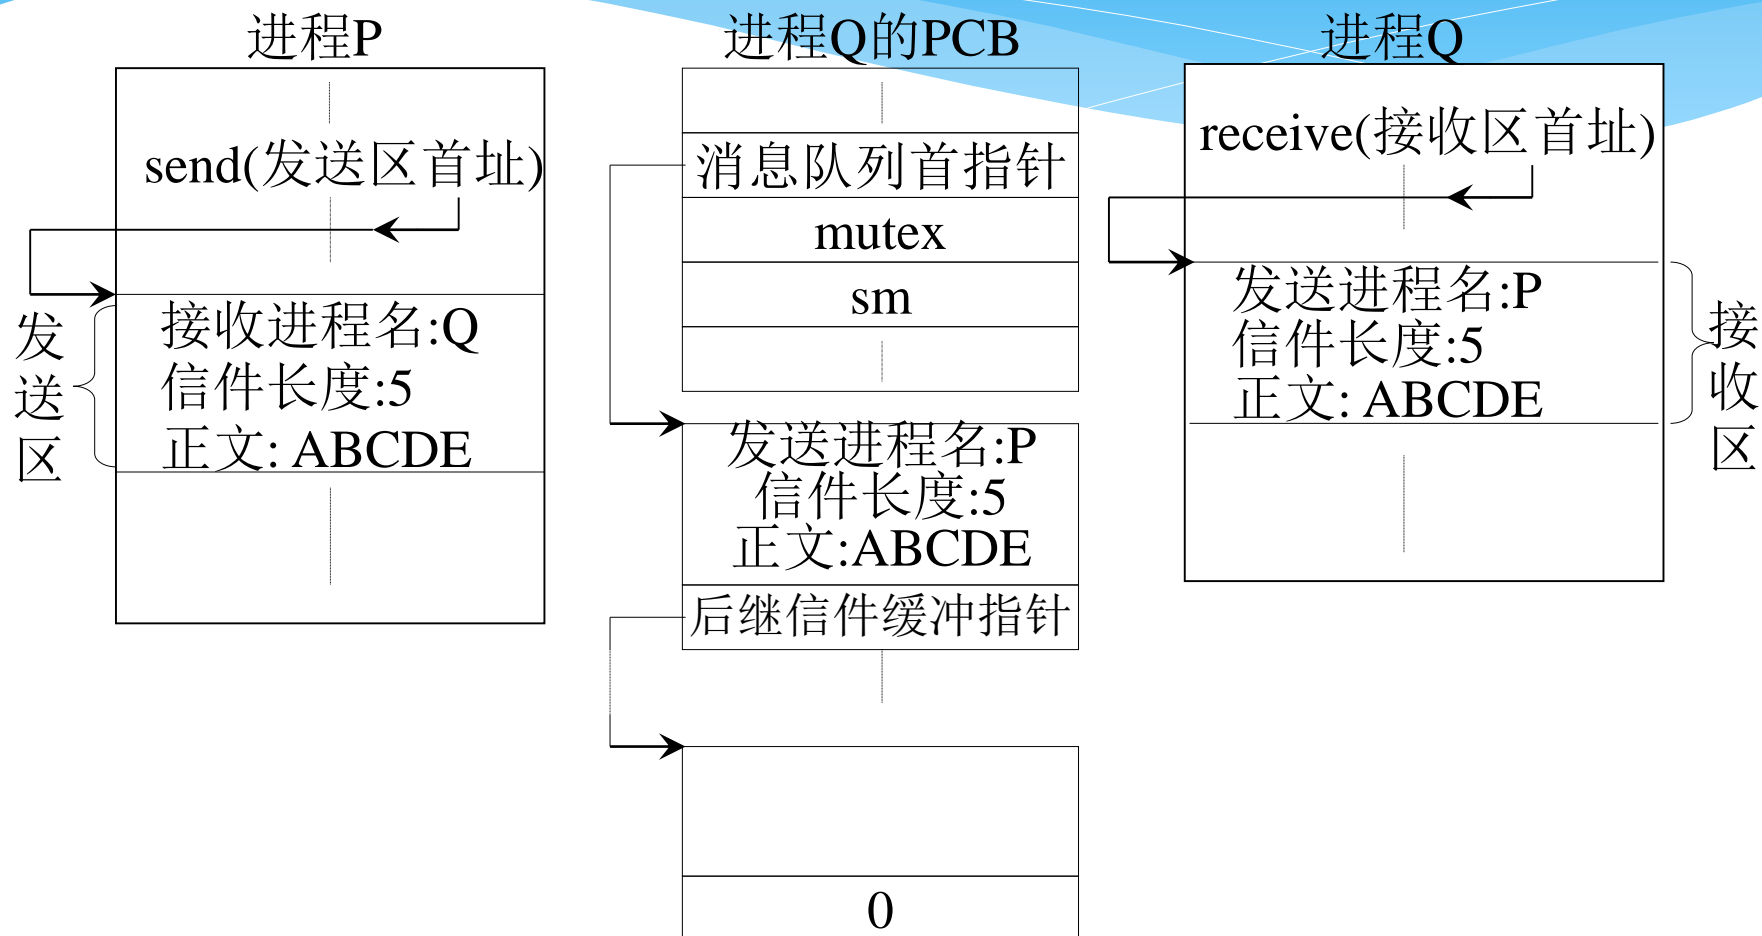 进程P
send(发送区首址)
接收进程名:Q
信件长度:5
正文: ABCDE
发送区
进程Q的PCB
消息队列首指针
mutex
sm
发送进程名:P
信件长度:5
正文:ABCDE
后继信件缓冲指针
0
进程Q
receive(接收区首址)
发送进程名:P
信件长度:5
正文: ABCDE
接收区